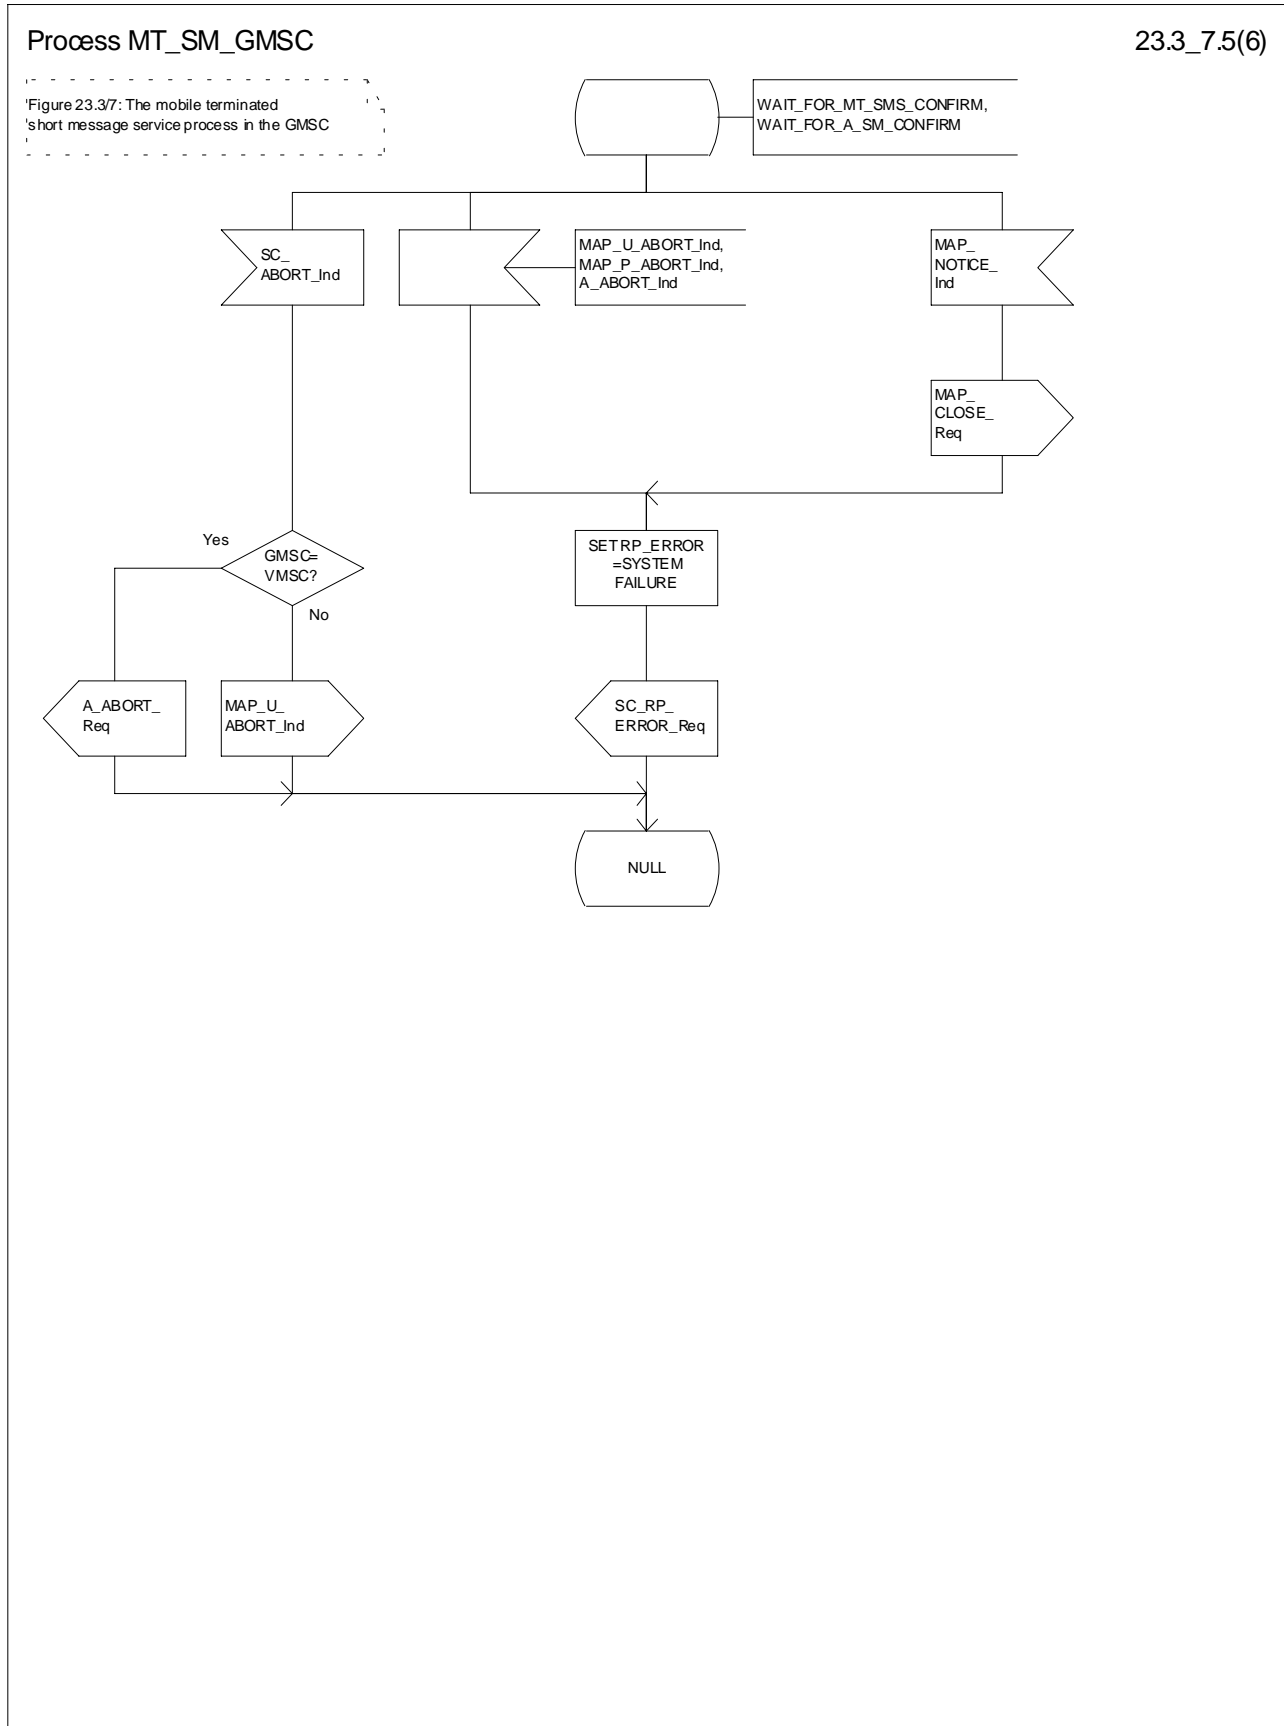 Process MT_SM_GMSC
23.3_7.5(6)
Figure 23.3/7: The mobile terminated
short message service process in the GMSC
WAIT_FOR_MT_SMS_CONFIRM,
WAIT_FOR_A_SM_CONFIRM
SC_
ABORT_Ind
MAP_U_ABORT_Ind,
MAP_P_ABORT_Ind,
A_ABORT_Ind
MAP_
NOTICE_
Ind
MAP_
CLOSE_
Req
Yes
GMSC=
VMSC?
No
SET RP_ERROR
=SYSTEM
FAILURE
A_ABORT_
Req
MAP_U_
ABORT_Ind
SC_RP_
ERROR_Req
NULL